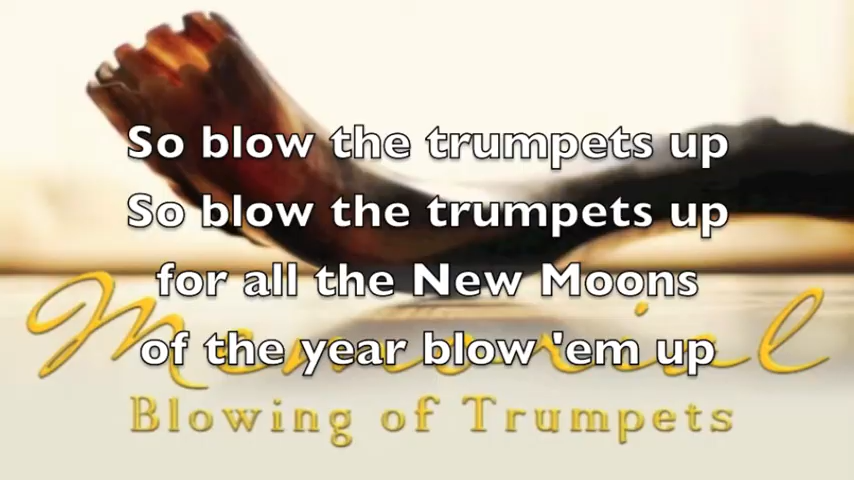 So blow the trumpets up
So blow the trumpets up
for all the New Moons
of the year blow 'em up
Memorial
Blowing of Trumpets